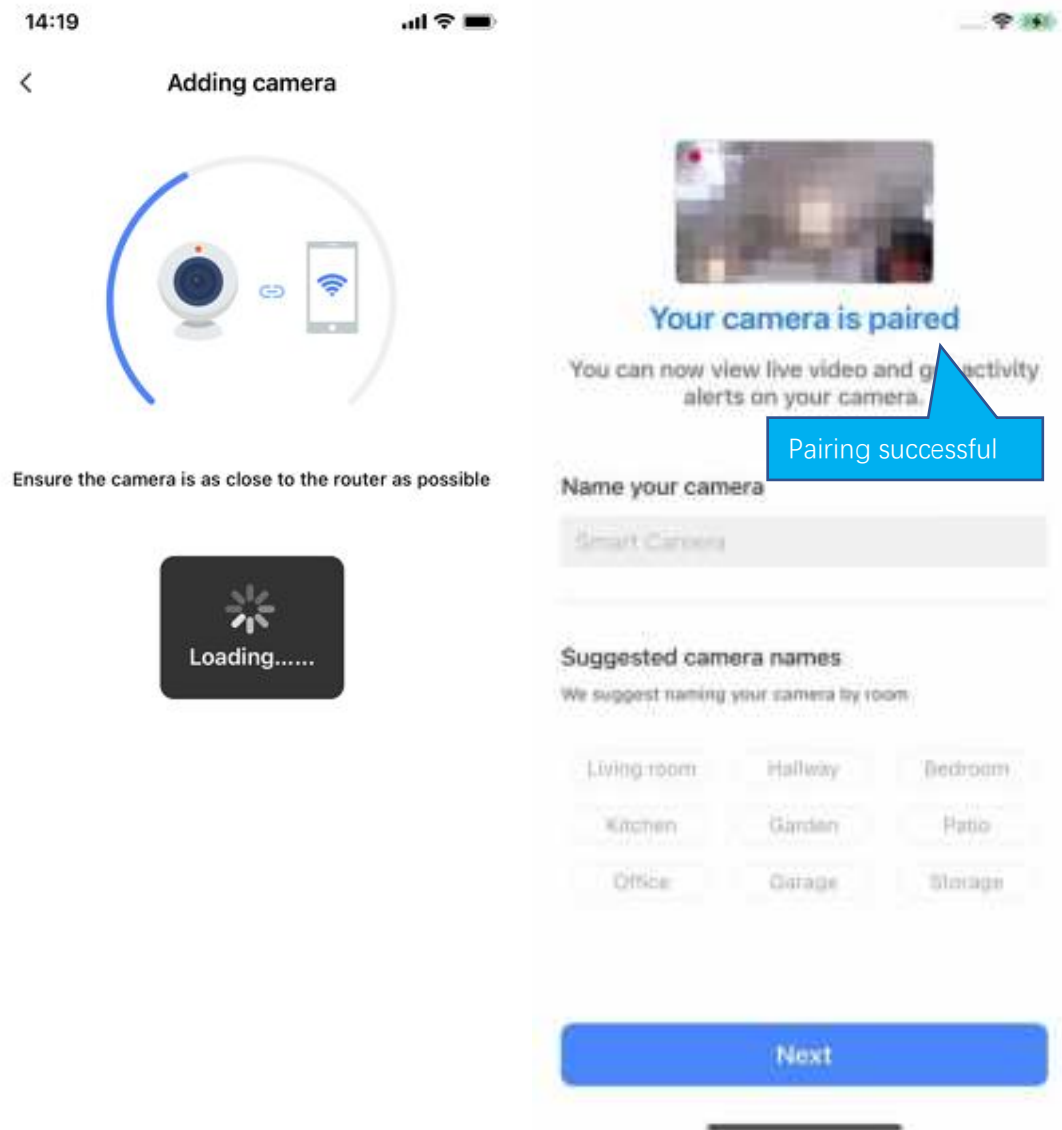 14:19
Adding camera
Ensure the camera is as close to the router as possible
Loading......
Your camera is paired
You can now view live video and g activity
alerts on your camera.
Pairing successful
Name your camera
Smart Camera
Suggested camera names
We suggest naming your camera by room
Living room Hallway Bedroom
Kitchen Garden Patio
Office Garage Storage
Next